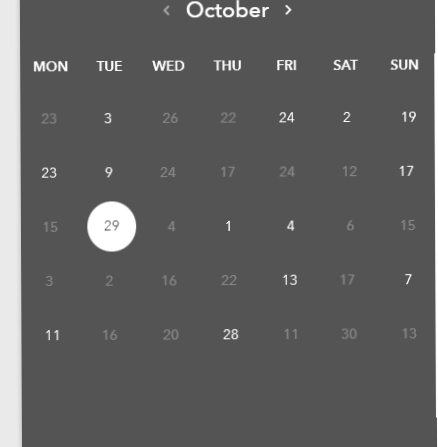 ‹ October ›
MON TUE WED THU FRI SAT SUN
23 3 26 22 24 2 19
23 9 24 17 24 12 17
15 29 4 1 4 6 15
3 2 16 22 13 17 7
11 16 20 28 11 30 13